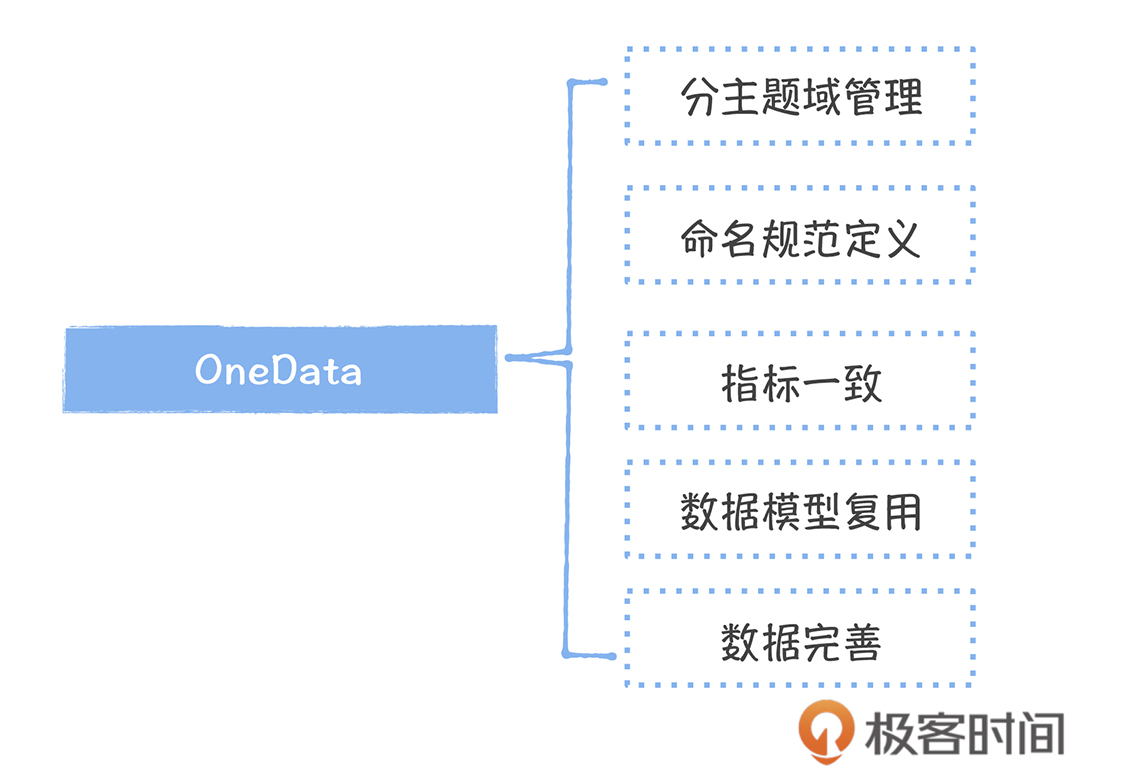 分主题域管理
命名规范定义
OneData
指标一致
数据模型复用
数据完善
极客时间